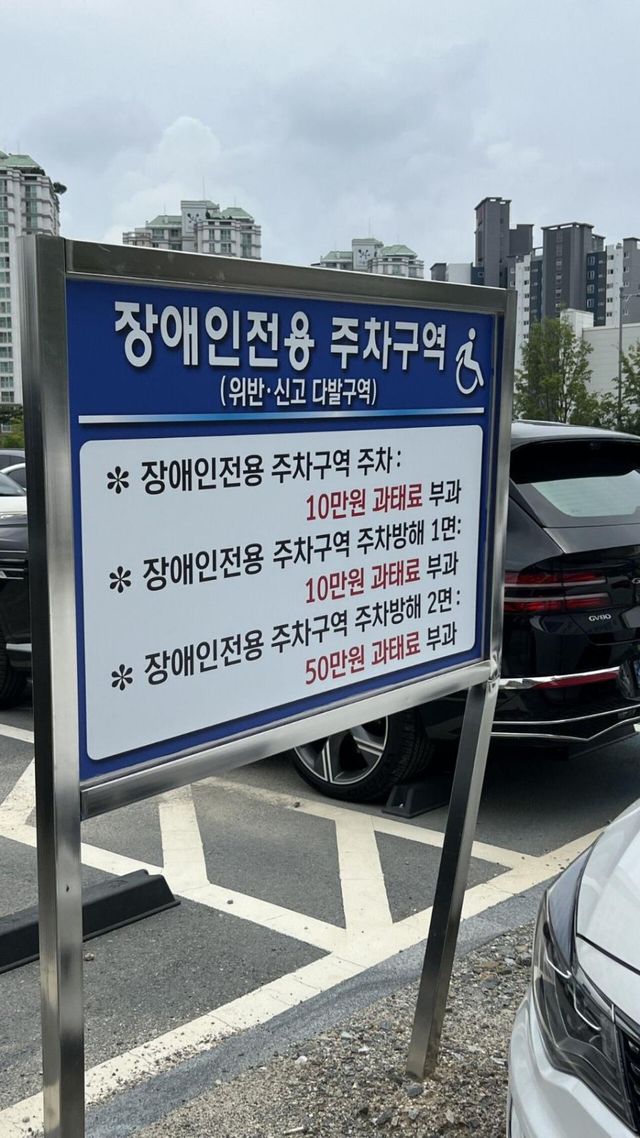 장애인전용 주차구역
(위반·신고 다발구역)
* 장애인전용 주차구역 주차:
10만원 과태료 부과
* 장애인전용 주차구역 주차방해 1면:
10만원 과태료 부과
* 장애인전용 주차구역 주차방해 2면:
50만원 과태료 부과
GV80